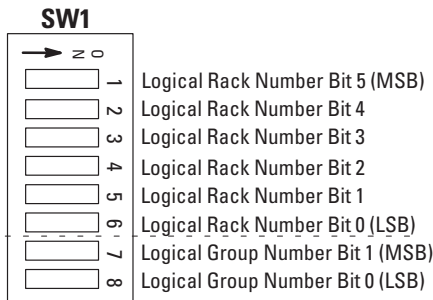 SW1
ON
1 Logical Rack Number Bit 5 (MSB)
2 Logical Rack Number Bit 4
3 Logical Rack Number Bit 3
4 Logical Rack Number Bit 2
5 Logical Rack Number Bit 1
6 Logical Rack Number Bit 0 (LSB)
7 Logical Group Number Bit 1 (MSB)
8 Logical Group Number Bit 0 (LSB)